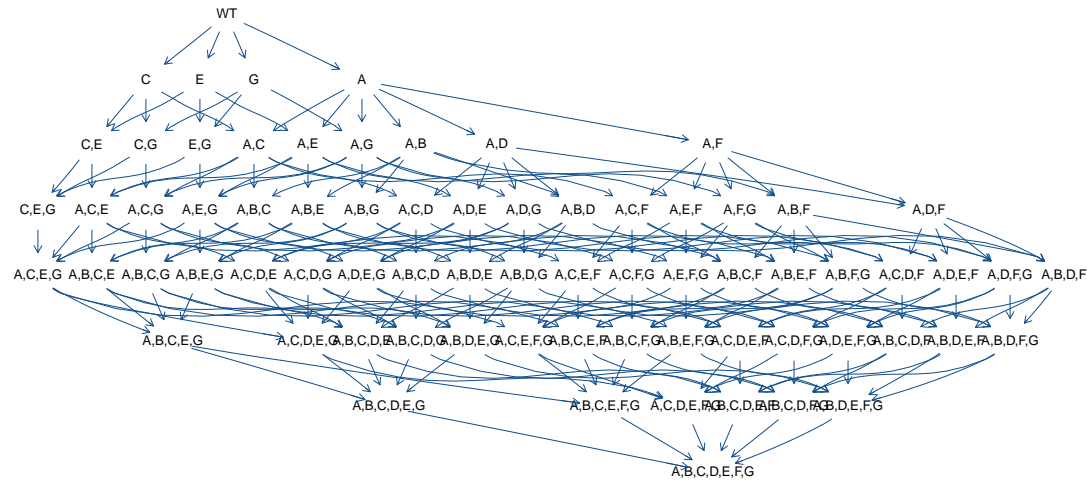 WT
C E G A
C,E C,G E,G A,C A,E A,G A,B A,D A,F
C,E,G A,C,E A,C,G A,E,G A,B,C A,B,E A,B,G A,C,D A,D,E A,D,G A,B,D A,C,F A,E,F A,F,G A,B,F A,D,F
A,C,E,G A,B,C,E A,B,C,G A,B,E,G A,C,D,E A,C,D,G A,D,E,G A,B,C,D A,B,D,E A,B,D,G A,C,E,F A,C,F,G A,E,F,G A,B,C,F A,B,E,F A,B,F,G A,C,D,F A,D,E,F A,D,F,G A,B,D,F
A,B,C,E,G A,C,D,E,G A,B,C,D,E A,B,C,D,G A,B,D,E,G A,C,E,F,G A,B,C,E,F A,B,C,F,G A,B,E,F,G A,C,D,E,F A,C,D,F,G A,D,E,F,G A,B,C,D,F A,B,D,E,F A,B,D,F,G
A,B,C,D,E,G A,B,C,E,F,G A,C,D,E,F,G A,B,C,D,E,F A,B,C,D,F,G A,B,D,E,F,G
A,B,C,D,E,F,G